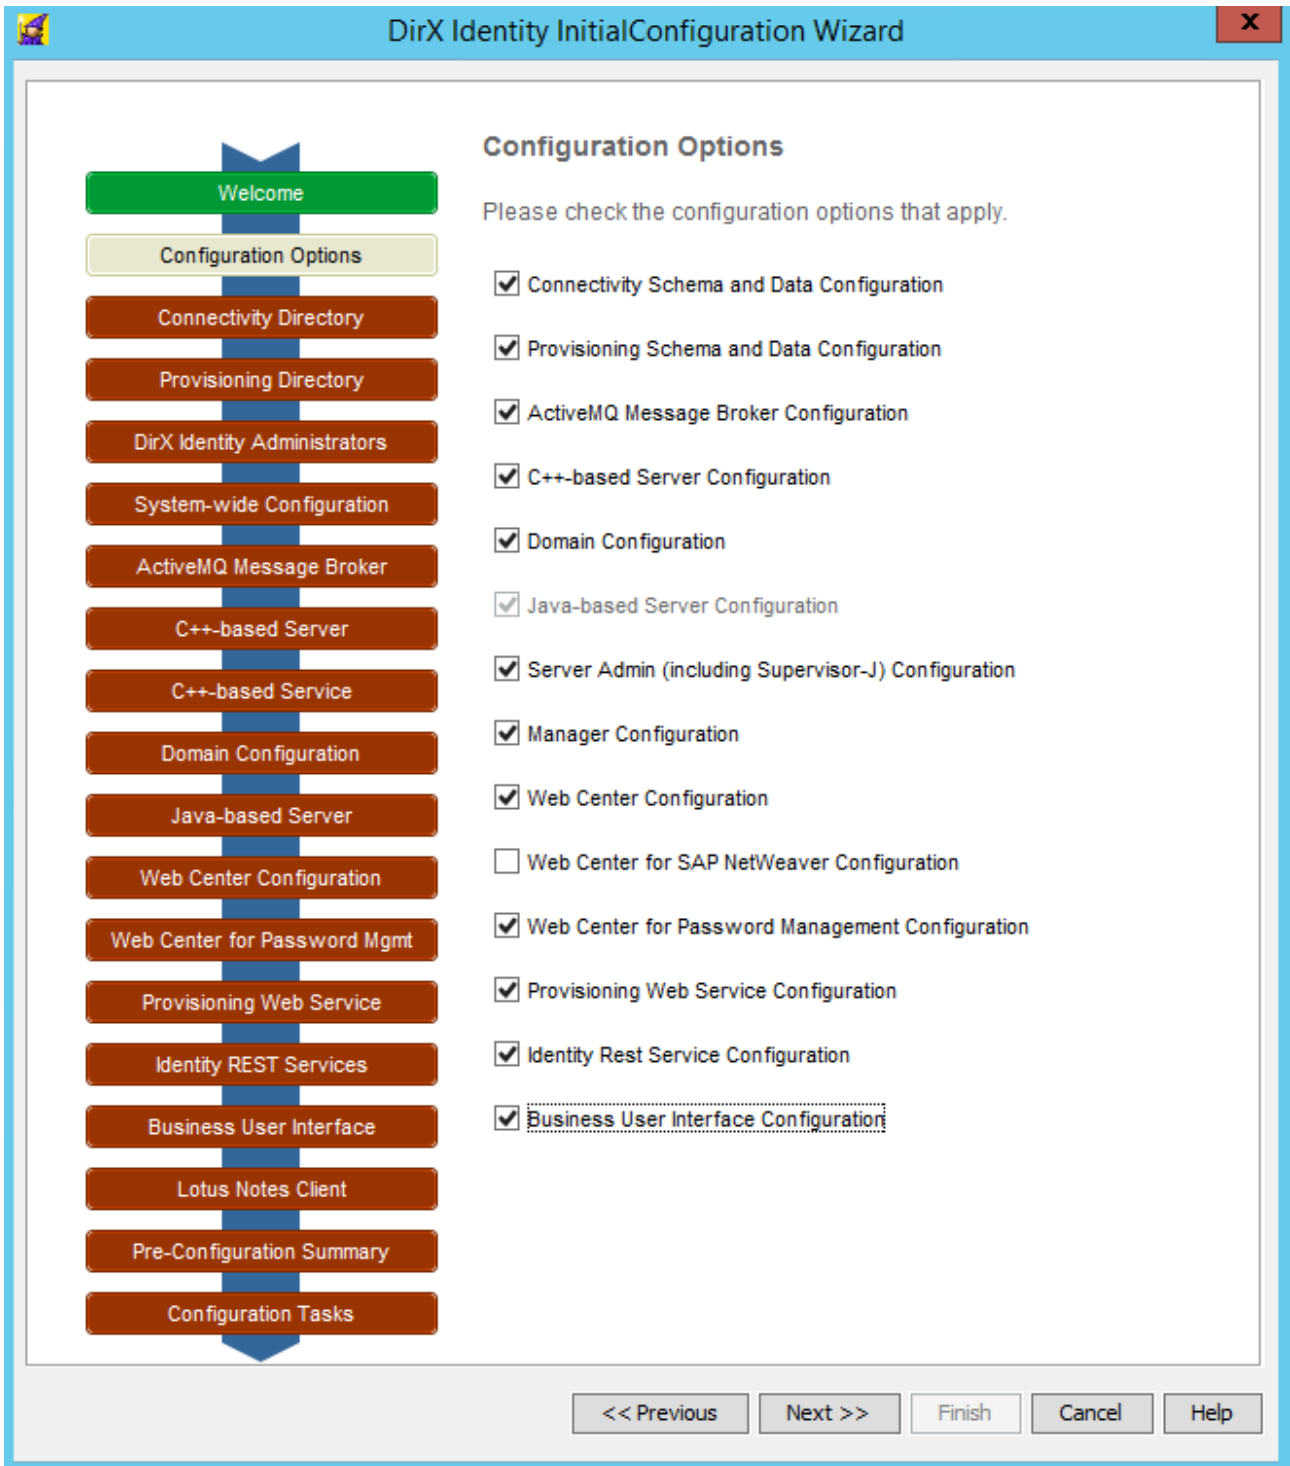 DirX Identity InitialConfiguration Wizard
x
Welcome
Configuration Options
Connectivity Directory
Provisioning Directory
DirX Identity Administrators
System-wide Configuration
ActiveMQ Message Broker
C++-based Server
C++-based Service
Domain Configuration
Java-based Server
Web Center Configuration
Web Center for Password Mgmt
Provisioning Web Service
Identity REST Services
Business User Interface
Lotus Notes Client
Pre-Configuration Summary
Configuration Tasks
Configuration Options
Please check the configuration options that apply.
Connectivity Schema and Data Configuration
Provisioning Schema and Data Configuration
ActiveMQ Message Broker Configuration
C++-based Server Configuration
Domain Configuration
Java-based Server Configuration
Server Admin (including Supervisor-J) Configuration
Manager Configuration
Web Center Configuration
Web Center for SAP NetWeaver Configuration
Web Center for Password Management Configuration
Provisioning Web Service Configuration
Identity Rest Service Configuration
Business User Interface Configuration
<< Previous
Next >>
Finish
Cancel
Help